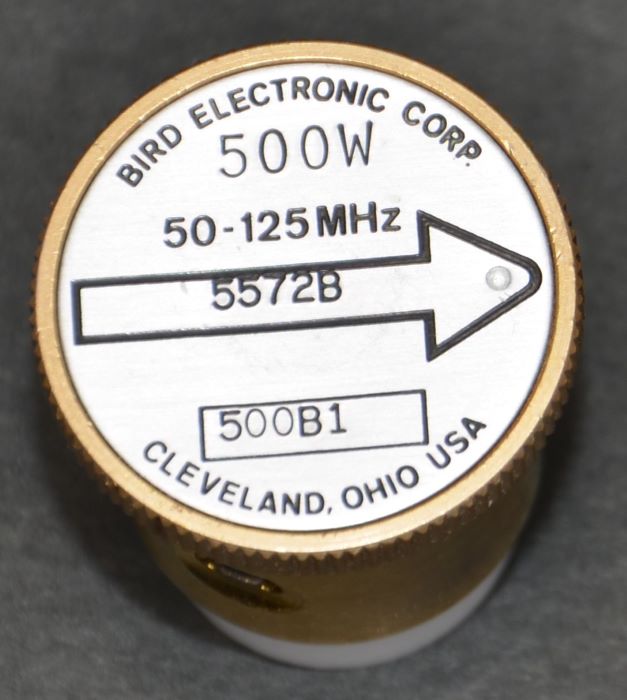 BIRD ELECTRONIC CORP.
500W
50-125MHz
5572B
500B1
CLEVELAND, OHIO USA